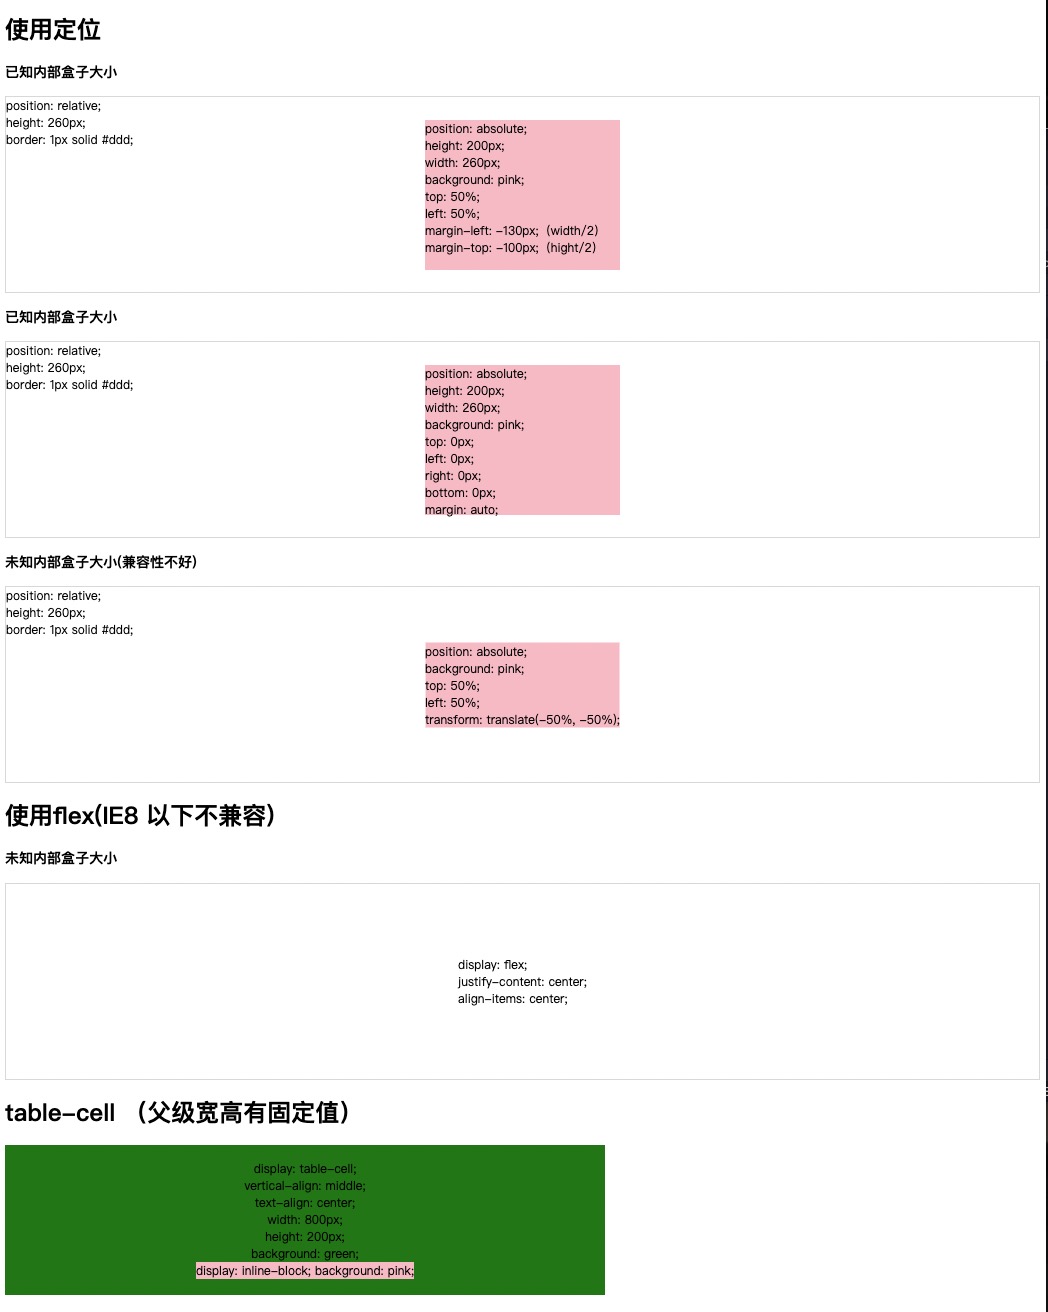 使用定位
已知内部盒子大小
position: relative;
height: 260px;
border: 1px solid #ddd;
position: absolute;
height: 200px;
width: 260px;
background: pink;
top: 50%;
left: 50%;
margin-left: -130px;  (width/2)
margin-top: -100px;  (hight/2)
已知内部盒子大小
position: relative;
height: 260px;
border: 1px solid #ddd;
position: absolute;
height: 200px;
width: 260px;
background: pink;
top: 0px;
left: 0px;
right: 0px;
bottom: 0px;
margin: auto;
未知内部盒子大小(兼容性不好)
position: relative;
height: 260px;
border: 1px solid #ddd;
position: absolute;
background: pink;
top: 50%;
left: 50%;
transform: translate(-50%, -50%);
使用flex(IE8 以下不兼容)
未知内部盒子大小
display: flex;
justify-content: center;
align-items: center;
table-cell （父级宽高有固定值）
display: table-cell;
vertical-align: middle;
text-align: center;
width: 800px;
height: 200px;
background: green;
display: inline-block; background: pink;